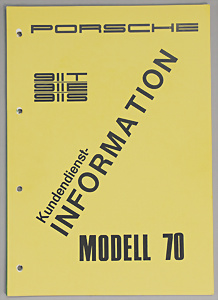 PORSCHE
911T
911E
911S
Kundendienst-
INFORMATION
MODELL 70